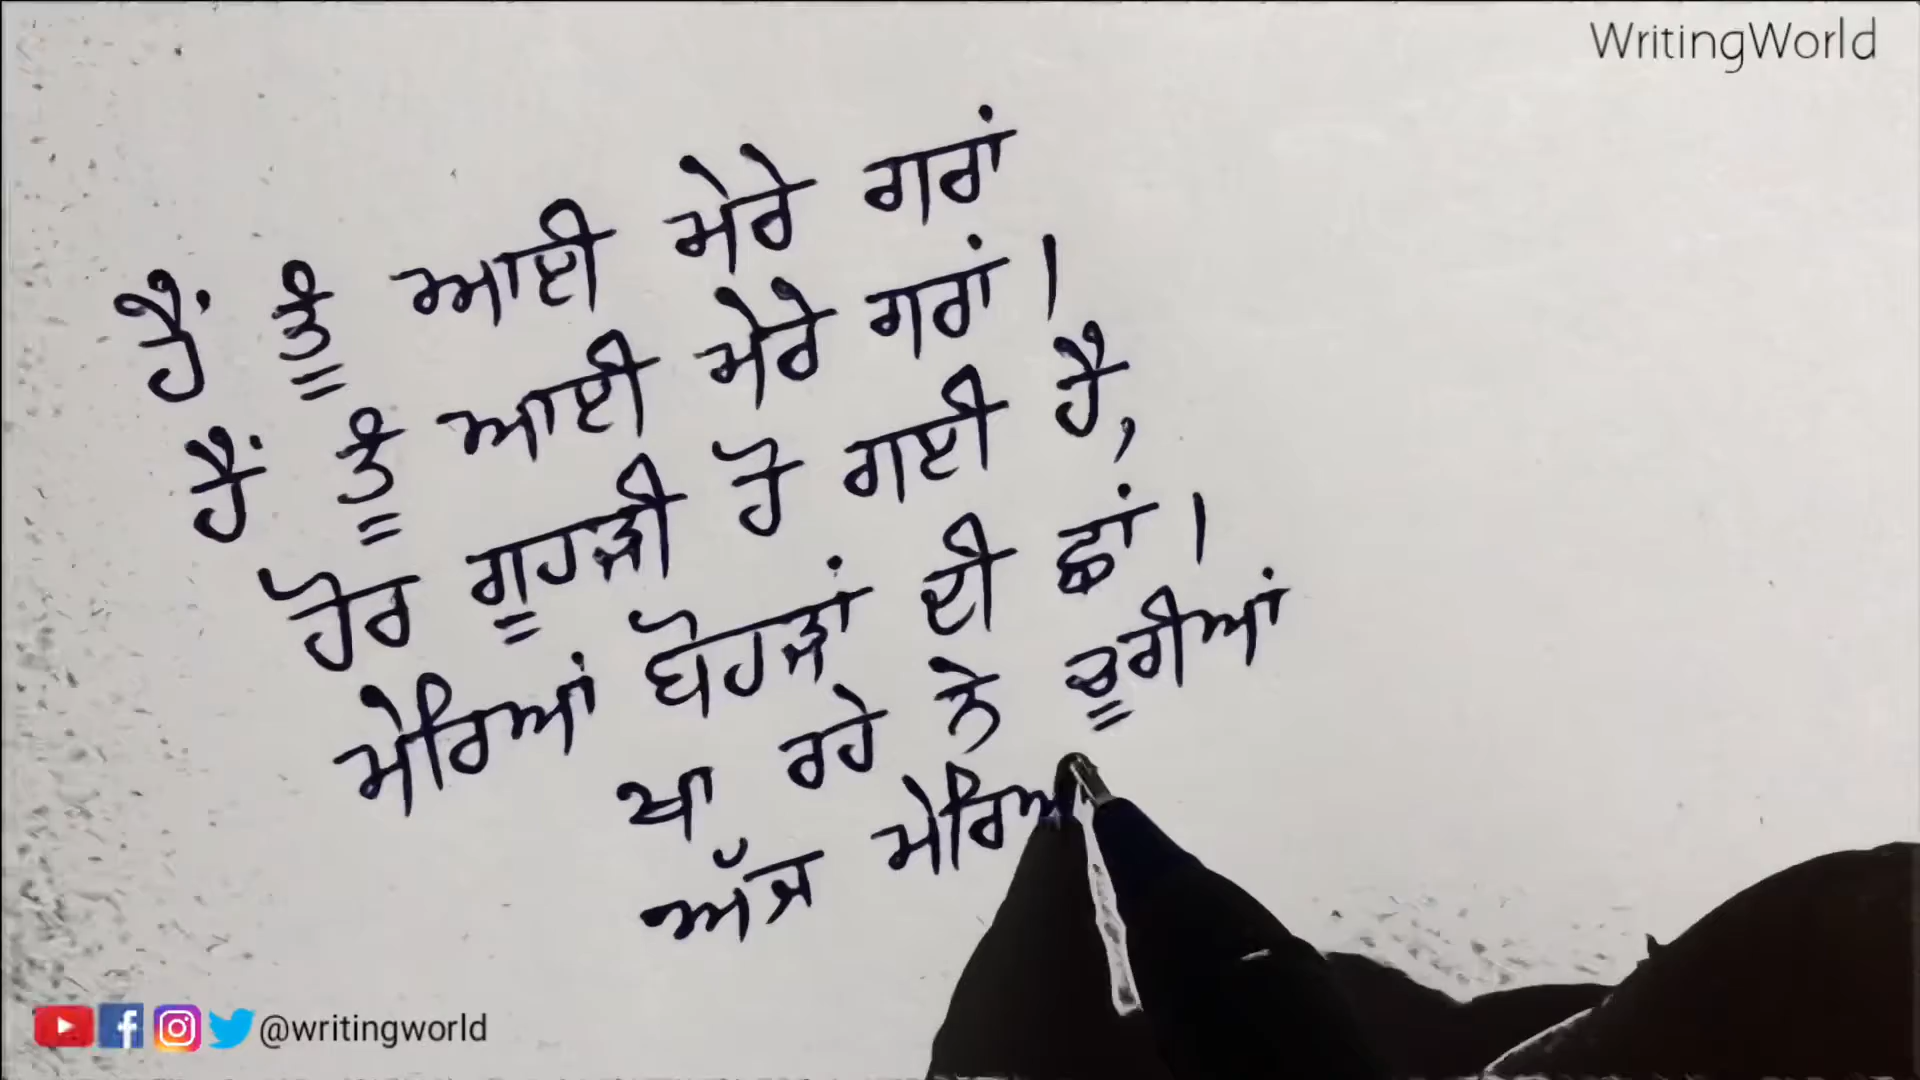 WritingWorld
ਹੈਂ ਤੂੰ ਆਈ ਮੇਰੇ ਗਰਾਂ
ਹੈਂ ਤੂੰ ਆਈ ਮੇਰੇ ਗਰਾਂ ।
ਹੋਰ ਗੂਹੜੀ ਹੋ ਗਈ ਹੈ,
ਮੇਰਿਆਂ ਬੋਹੜਾਂ ਦੀ ਛਾਂ ।
ਖਾ ਰਹੇ ਨੇ ਚੂਰੀਆਂ
ਅੱਜ ਮੇਰਿਅ
@writingworld